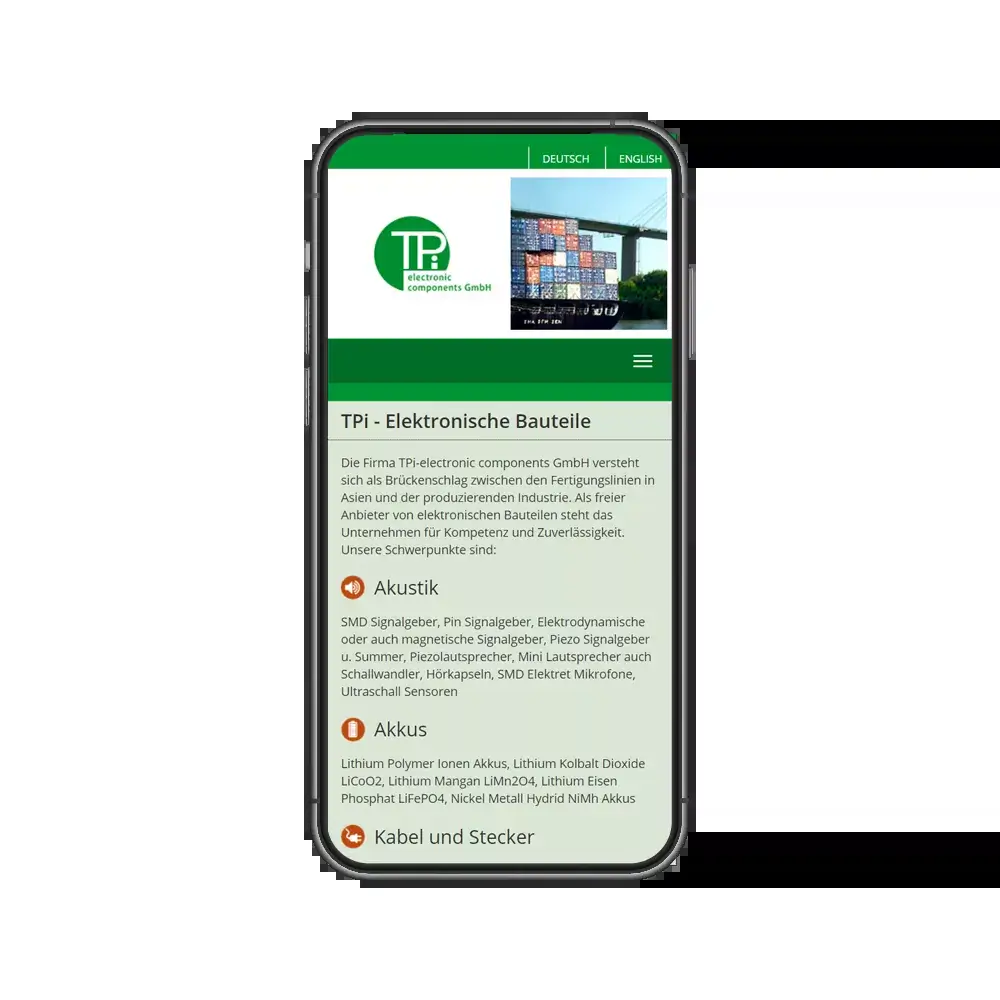 DEUTSCH
ENGLISH
TPi
electronic
components GmbH
TPi - Elektronische Bauteile
Die Firma TPi-electronic components GmbH versteht
sich als Brückenschlag zwischen den Fertigungslinien in
Asien und der produzierenden Industrie. Als freier
Anbieter von elektronischen Bauteilen steht das
Unternehmen für Kompetenz und Zuverlässigkeit.
Unsere Schwerpunkte sind:
Akustik
SMD Signalgeber, Pin Signalgeber, Elektrodynamische
oder auch magnetische Signalgeber, Piezo Signalgeber
u. Summer, Piezolautsprecher, Mini Lautsprecher auch
Schallwandler, Hörkapseln, SMD Elektret Mikrofone,
Ultraschall Sensoren
Akkus
Lithium Polymer Ionen Akkus, Lithium Kolbalt Dioxide
LiCoO2, Lithium Mangan LiMn2O4, Lithium Eisen
Phosphat LiFePO4, Nickel Metall Hydrid NiMh Akkus
Kabel und Stecker